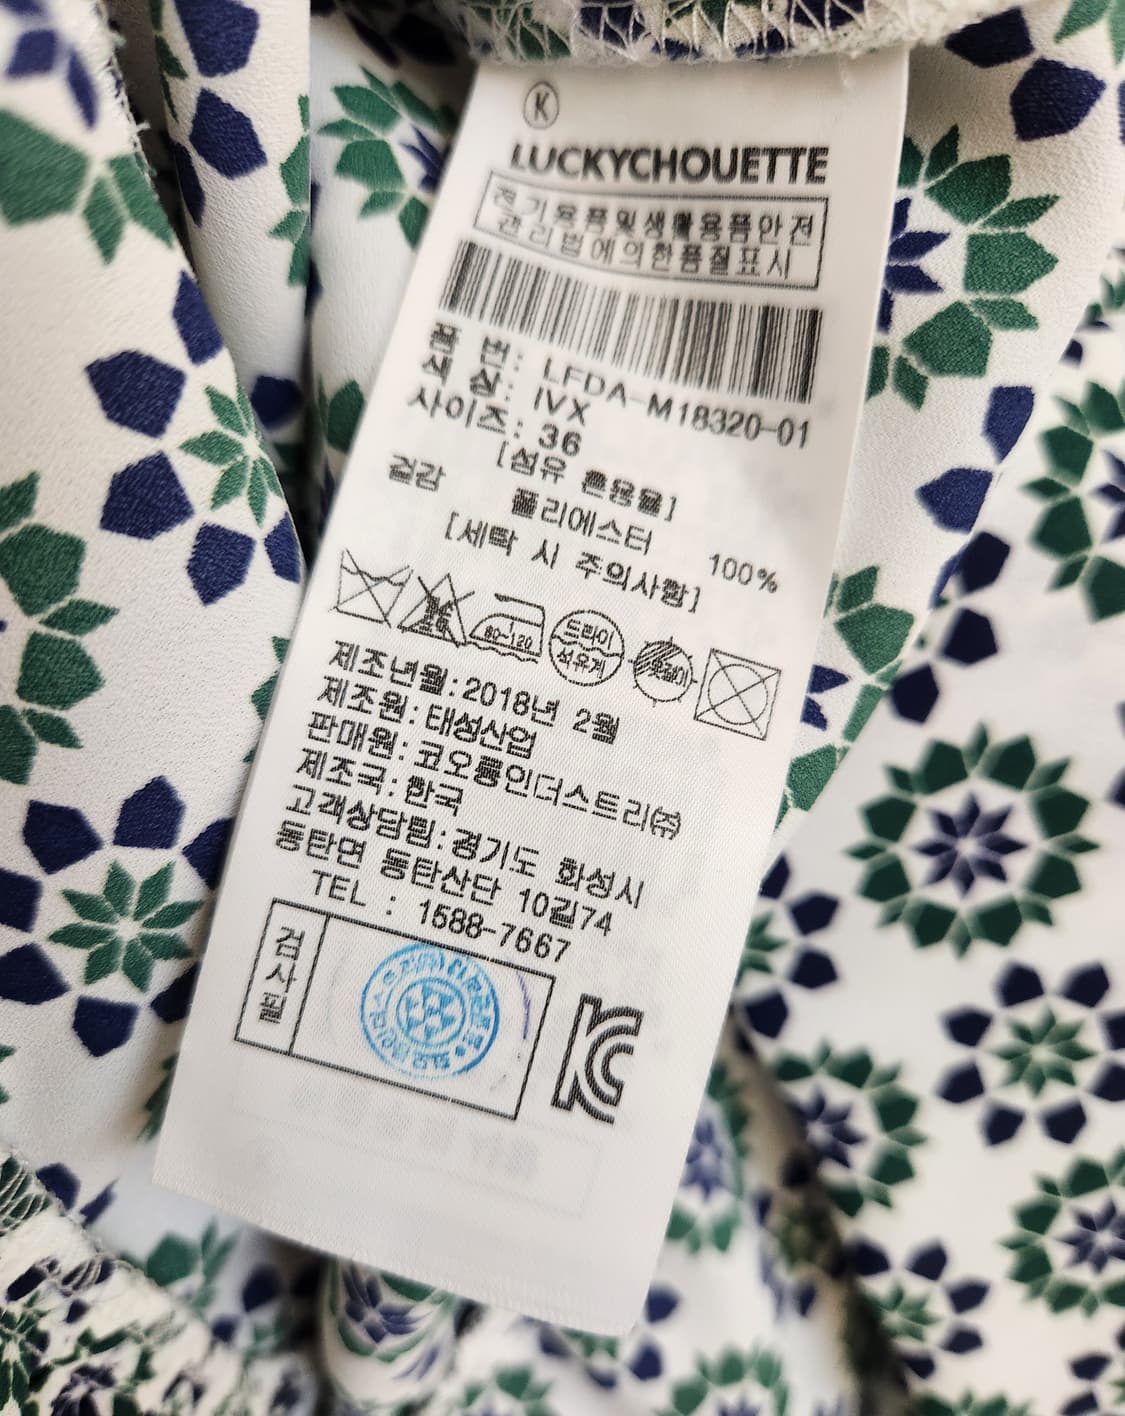 K
LUCKYCHOUETTE
전기용품및생활용품안전
관리법에의한품질표시
품 번: LFDA-M18320-01
색 상: IVX
사이즈: 36
[섬유 혼용율]
겉감 폴리에스터 100%
[세탁 시 주의사항]
80~120
드라이
석유계
옷걸이
제조년월:2018년 2월
제조원:태성산업
판매원:코오롱인더스트리㈜
제조국:한국
고객상담팀:경기도 화성시
동탄면 동탄산단 10길74
TEL : 1588-7667
검사필
KC